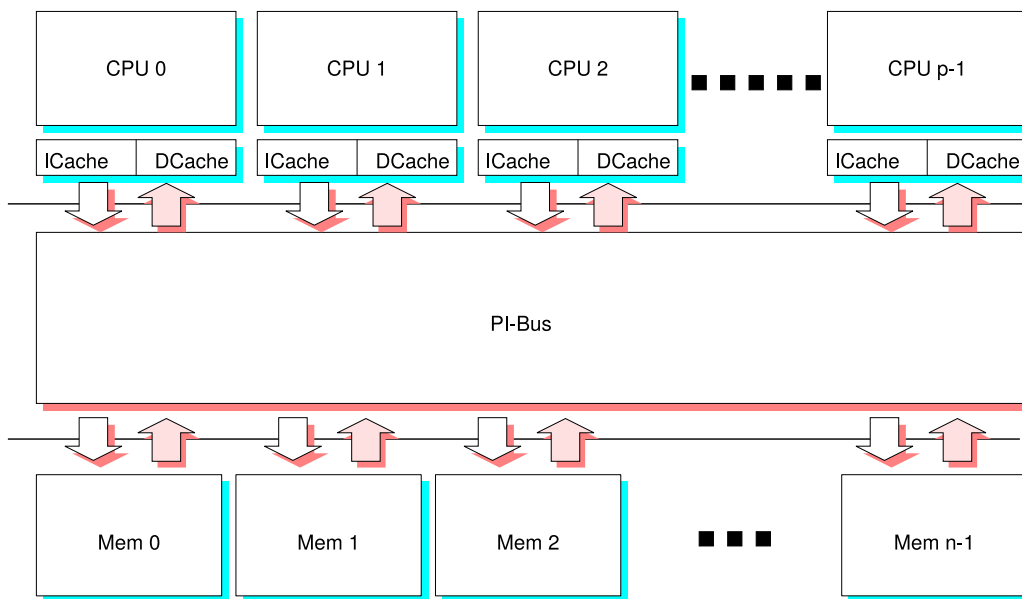 CPU 0
CPU 1
CPU 2
CPU p-1
ICache DCache
ICache DCache
ICache DCache
ICache DCache
PI-Bus
Mem 0
Mem 1
Mem 2
Mem n-1